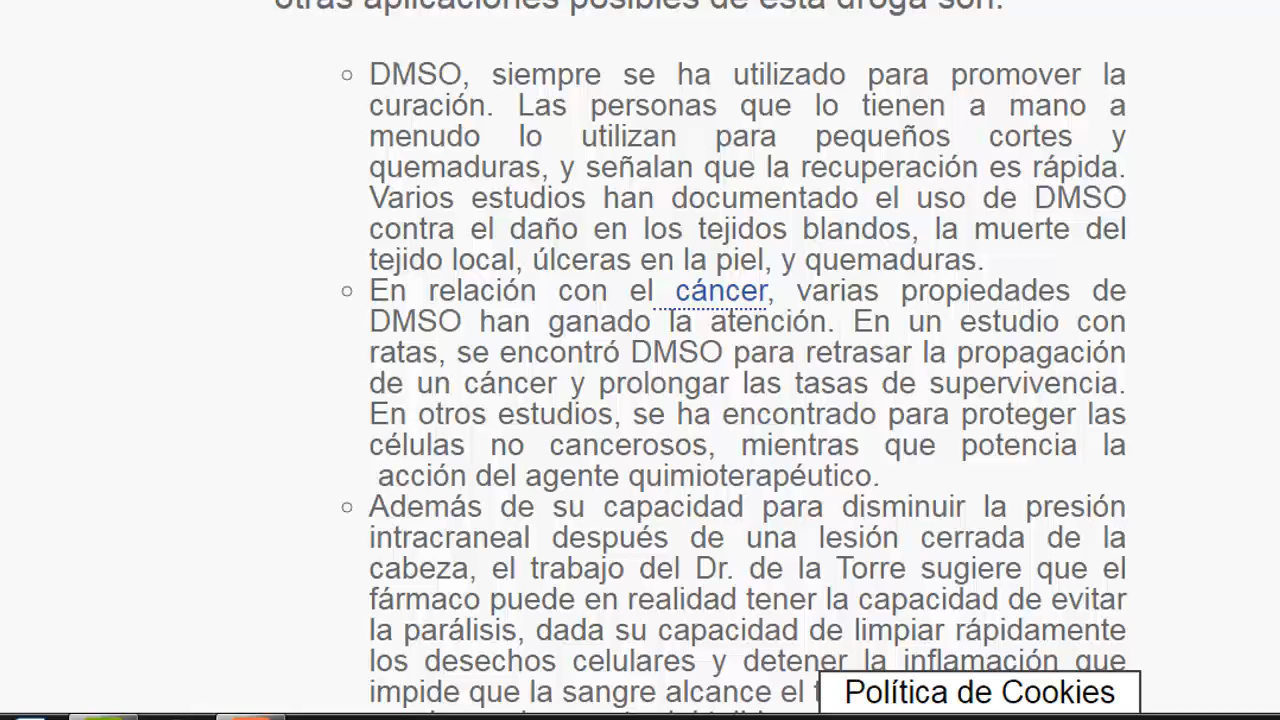 otras aplicaciones posibles de esta droga son:
DMSO, siempre se ha utilizado para promover la
curación. Las personas que lo tienen a mano a
menudo lo utilizan para pequeños cortes y
quemaduras, y señalan que la recuperación es rápida.
Varios estudios han documentado el uso de DMSO
contra el daño en los tejidos blandos, la muerte del
tejido local, úlceras en la piel, y quemaduras.
En relación con el cáncer, varias propiedades de
DMSO han ganado la atención. En un estudio con
ratas, se encontró DMSO para retrasar la propagación
de un cáncer y prolongar las tasas de supervivencia.
En otros estudios, se ha encontrado para proteger las
células no cancerosos, mientras que potencia la
acción del agente quimioterapéutico.
Además de su capacidad para disminuir la presión
intracraneal después de una lesión cerrada de la
cabeza, el trabajo del Dr. de la Torre sugiere que el
fármaco puede en realidad tener la capacidad de evitar
la parálisis, dada su capacidad de limpiar rápidamente
los desechos celulares y detener la inflamación que
impide que la sangre alcance el
Política de Cookies